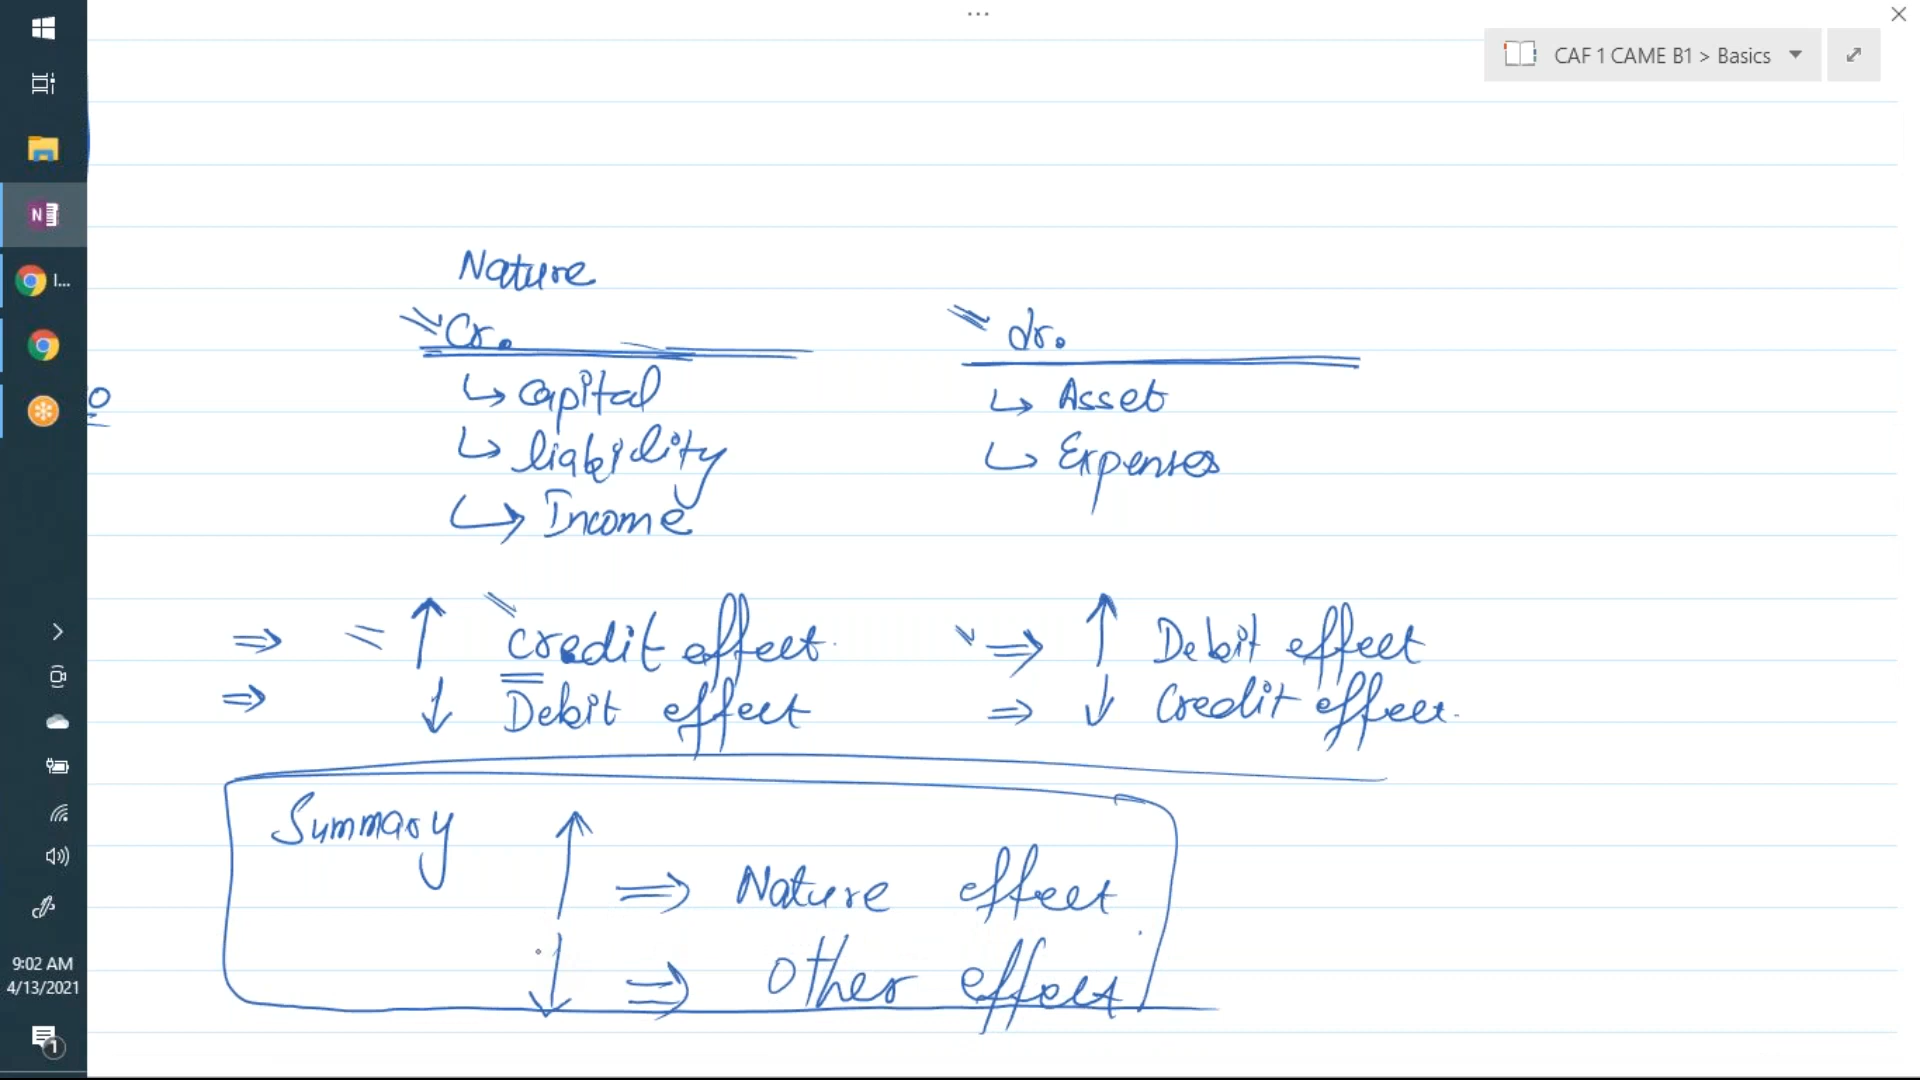 ...
CAF 1 CAME B1 > Basics
Nature
Cr.
↳ Capital
↳ liability
↳ Income
dr.
↳ Asset
↳ Expenses
I...
⇒ = ↑ credit effect.
⇒ ↓ Debit effect
⇒ ↑ Debit effect
⇒ ↓ Credit effect.
Summary
↑ ⇒ Nature effect
↓ ⇒ Other effect
9:02 AM
4/13/2021
1